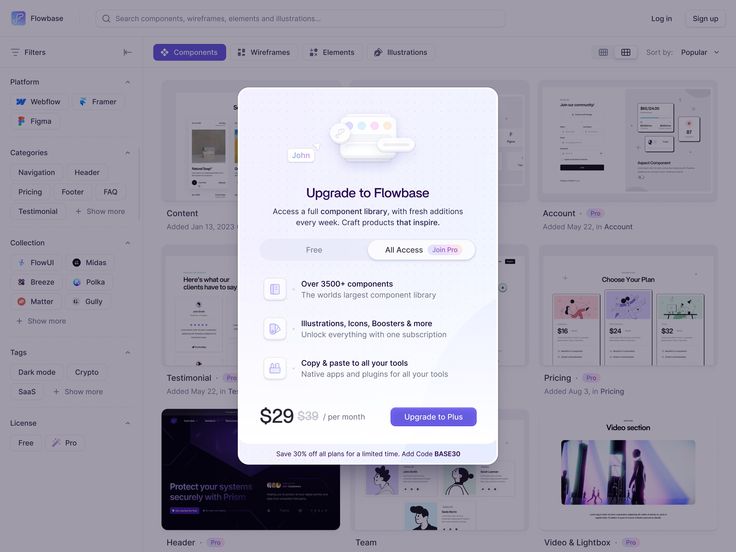 Flowbase
Search components, wireframes, elements and illustrations...
Log in
Sign up
Filters
Components
Wireframes
Elements
Illustrations
Sort by: Popular
Platform
Webflow
Framer
Figma
Categories
Navigation
Header
Pricing
Footer
FAQ
Testimonial
+ Show more
Collection
FlowUI
Midas
Breeze
Polka
Matter
Gully
+ Show more
Tags
Dark mode
Crypto
SaaS
+ Show more
License
Free
Pro
Content
Added Jan 13, 2023
Join our community!
$82,124.00
87
Aspect Component
Account · Pro
Added May 22, in Account
Here's what our
clients have to say
Testimonial · Pro
Added May 22, in Te
Choose Your Plan
$16
$24
$32
Pricing · Pro
Added Aug 3, in Pricing
Protect your systems
securely with Prism
Header · Pro
Team
Video section
Video & Lightbox · Pro
John
Upgrade to Flowbase
Access a full component library, with fresh additions
every week. Craft products that inspire.
Free
All Access Join Pro
Over 3500+ components
The worlds largest component library
Illustrations, Icons, Boosters & more
Unlock everything with one subscription
Copy & paste to all your tools
Native apps and plugins for all your tools
$29 $39 / per month
Upgrade to Plus
Save 30% off all plans for a limited time. Add Code BASE30